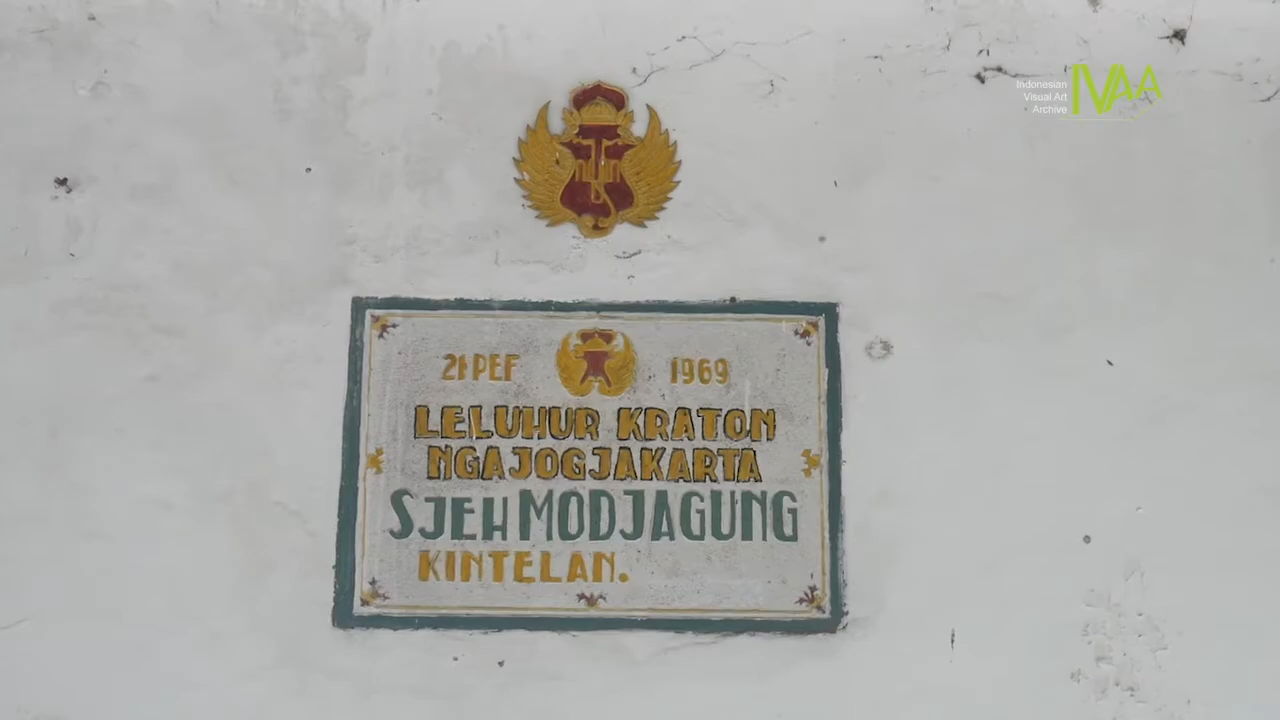 Indonesian
Visual Art
Archive
IVAA
21 PEF 1969
LELUHUR KRATON
NGAJOGJAKARTA
SJEH MODJAGUNG
KINTELAN.